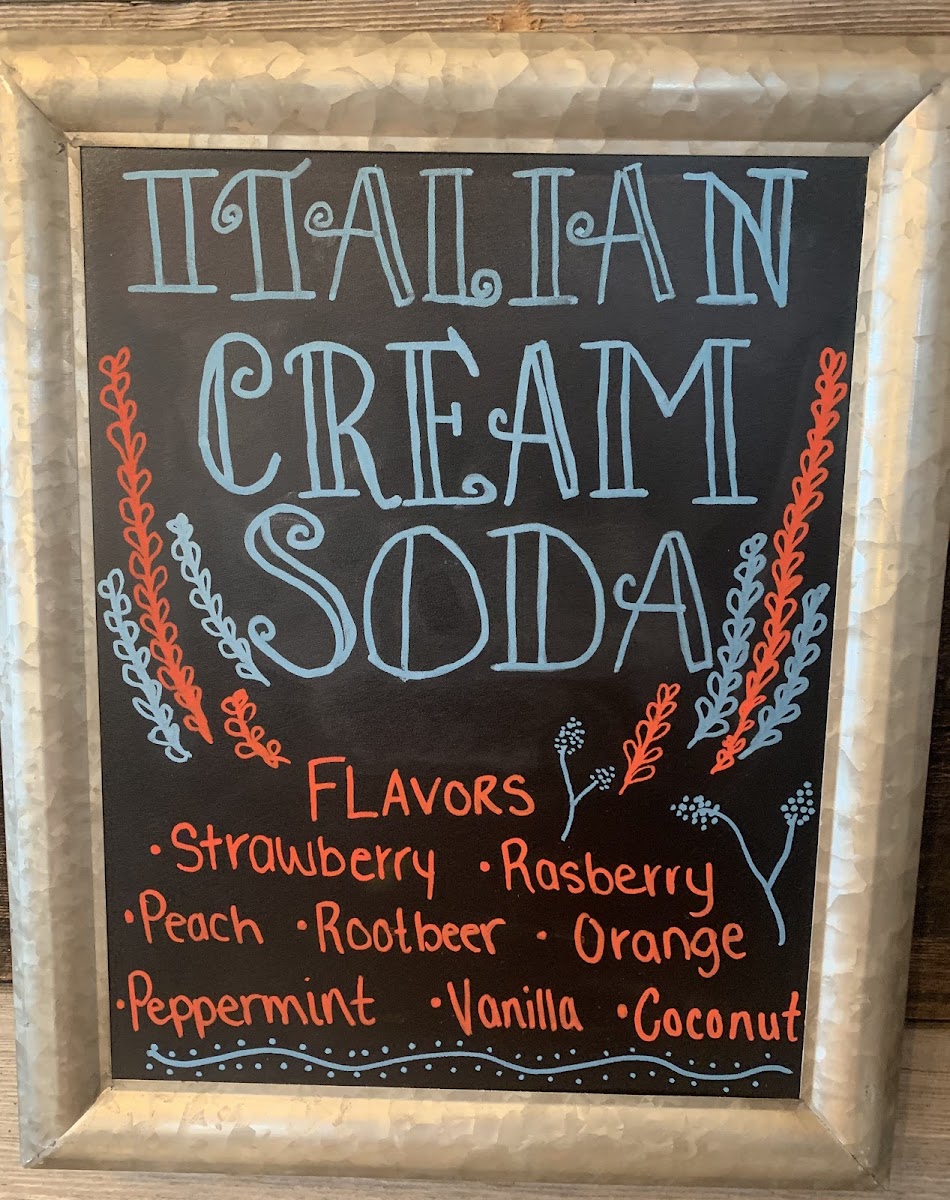 ITALIAN
CREAM
SODA
FLAVORS
• Strawberry • Rasberry
• Peach • Rootbeer • Orange
• Peppermint • Vanilla • Coconut